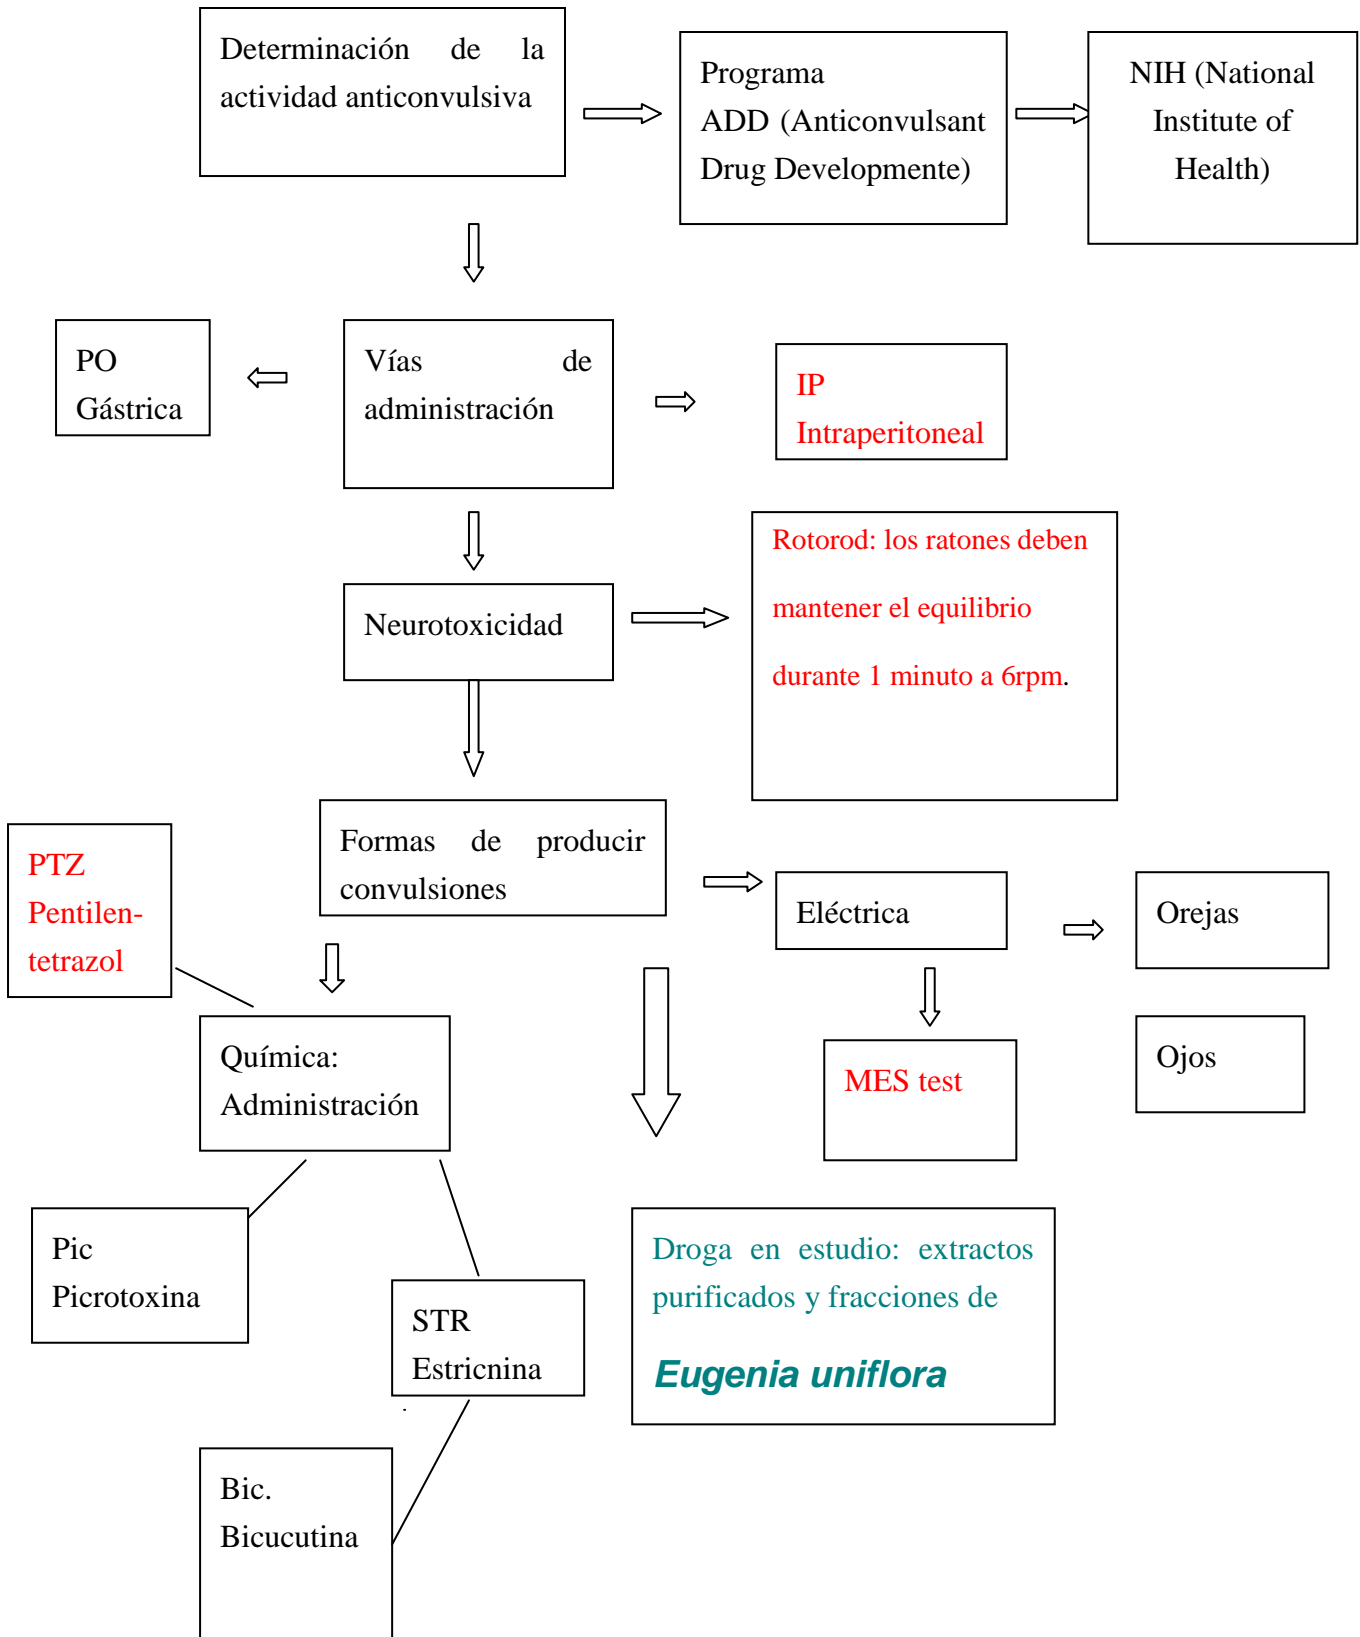 Determinación de la
actividad anticonvulsiva
Programa
ADD (Anticonvulsant
Drug Developmente)
NIH (National
Institute of
Health)
PO
Gástrica
Vías de
administración
IP
Intraperitoneal
Neurotoxicidad
Rotorod: los ratones deben
mantener el equilibrio
durante 1 minuto a 6rpm.
PTZ
Pentilen-
tetrazol
Formas de producir
convulsiones
Eléctrica
Orejas
Química:
Administración
MES test
Ojos
Pic
Picrotoxina
STR
Estricnina
Droga en estudio: extractos
purificados y fracciones de
Eugenia uniflora
Bic.
Bicucutina